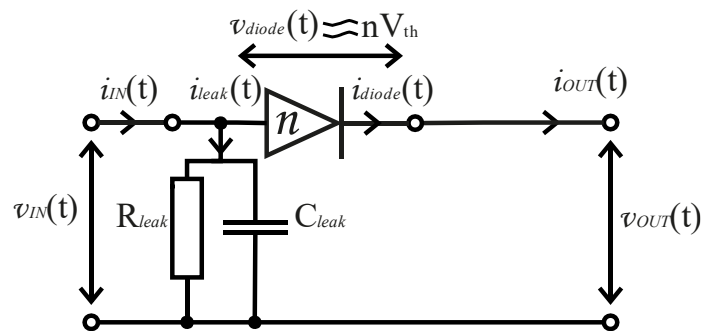 v_diode(t) ≈ nV_th
i_IN(t) i_leak(t) i_diode(t) i_OUT(t)
n
v_IN(t) R_leak C_leak v_OUT(t)